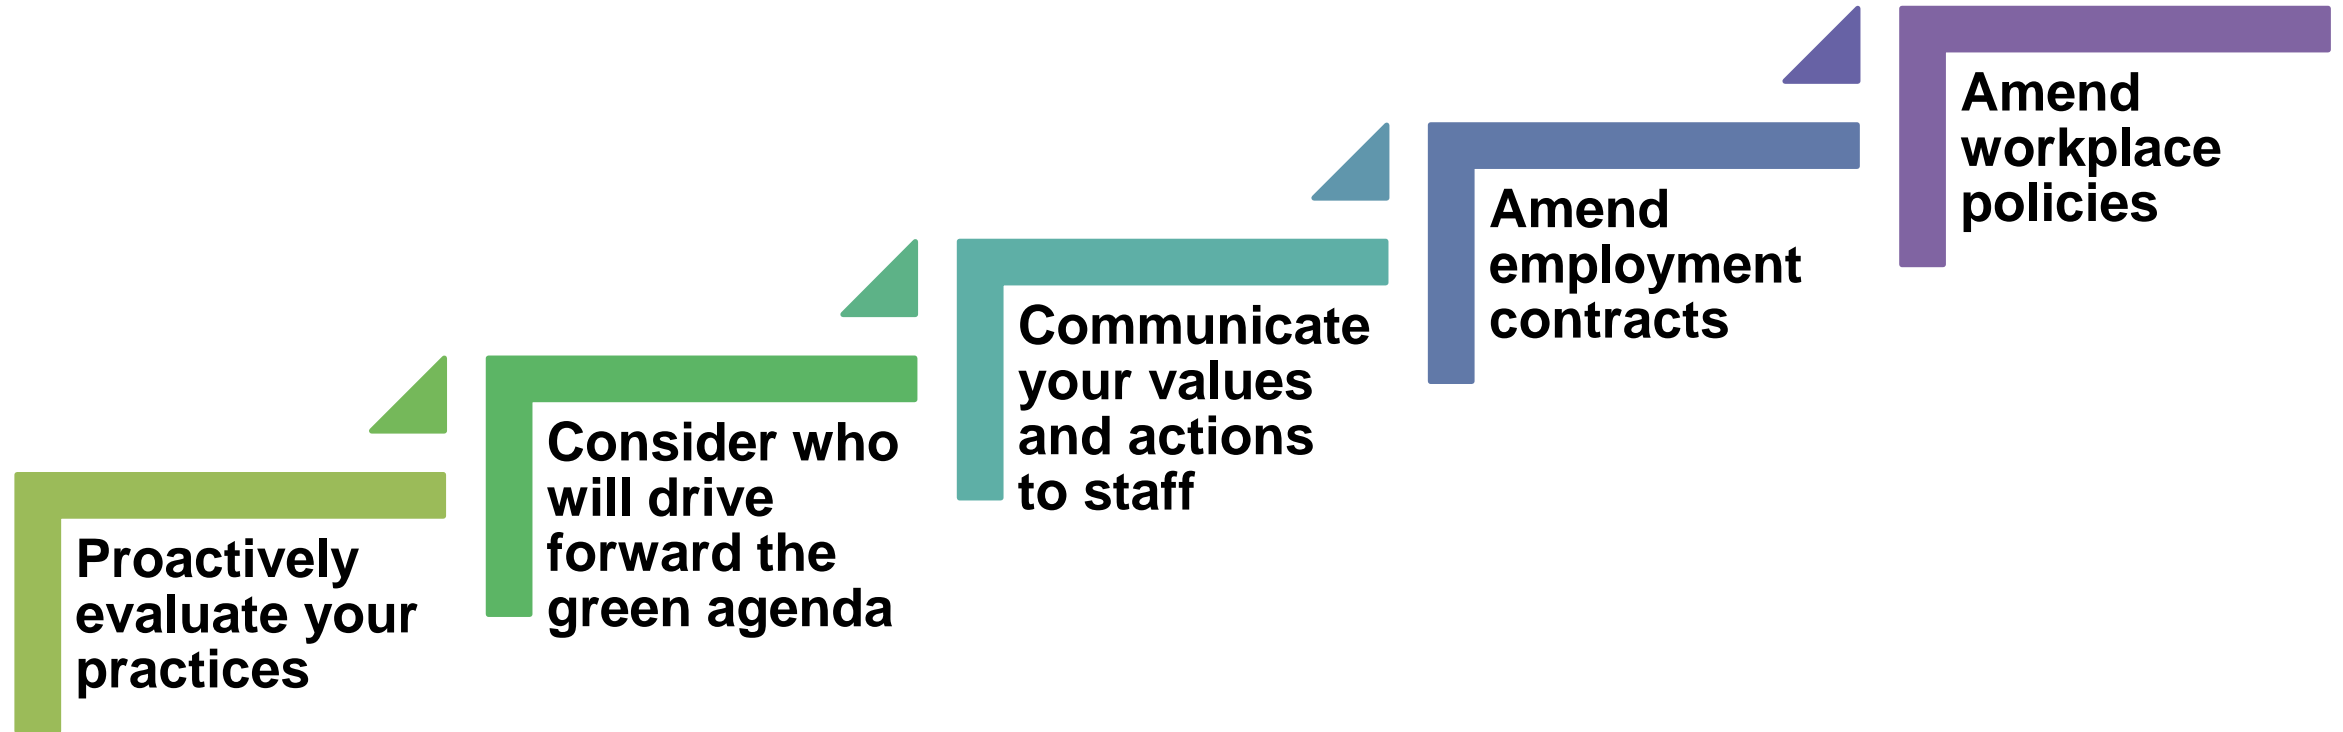 Proactively
evaluate your
practices
Consider who
will drive
forward the
green agenda
Communicate
your values
and actions
to staff
Amend
employment
contracts
Amend
workplace
policies